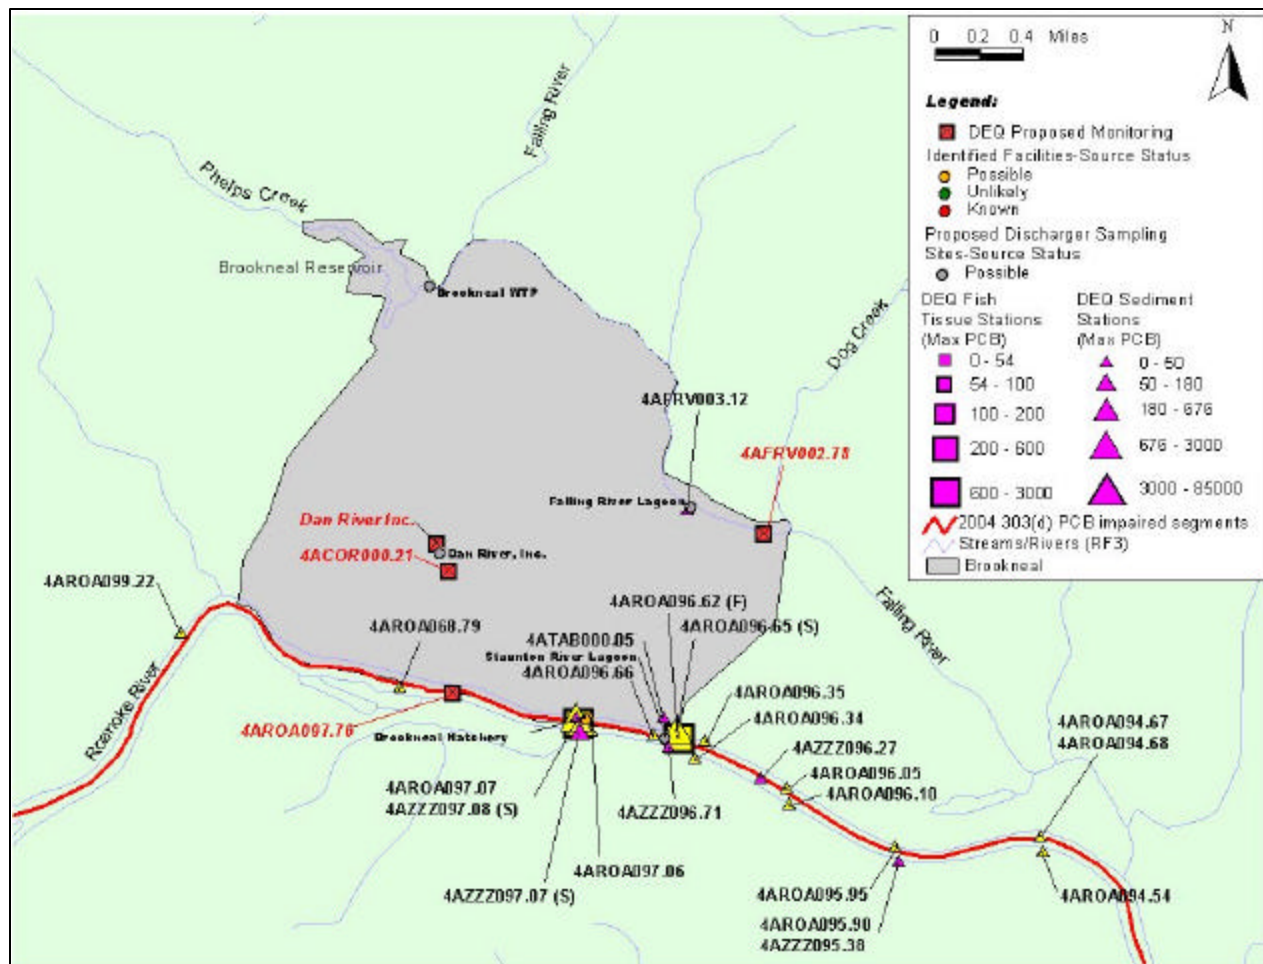 0 0.2 0.4 Miles
N
Legend:
DEQ Proposed Monitoring
Identified Facilities-Source Status
Possible
Unlikely
Known
Proposed Discharger Sampling
Sites-Source Status
Possible
DEQ Fish
Tissue Stations
(Max PCB)
0 - 54
54 - 100
100 - 200
200 - 600
600 - 3000
DEQ Sediment
Stations
(Max PCB)
0 - 50
50 - 180
180 - 676
676 - 3000
3000 - 85000
2004 303(d) PCB impaired segments
Streams/Rivers (RF3)
Brookneal
Falling River
Phelps Creek
Brookneal Reservoir
Brookneal WTP
Dog Creek
4AFRV003.12
4AFRV002.78
Falling River Lagoon
Dan River Inc.
Dan River, Inc.
4ACOR000.21
4AROA099.22
4AROA068.79
4AROA096.62 (F)
4AROA096.65 (S)
4ATAB000.05
Staunton River Lagoon
4AROA096.66
Falling River
Roanoke River
4AROA097.76
Brookneal Hatchery
4AROA096.35
4AROA096.34
4AZZZ096.27
4AROA096.05
4AROA096.10
4AROA094.67
4AROA094.68
4AROA097.07
4AZZZ097.08 (S)
4AZZZ096.71
4AROA097.06
4AZZZ097.07 (S)
4AROA095.95
4AROA095.90
4AZZZ095.38
4AROA094.54